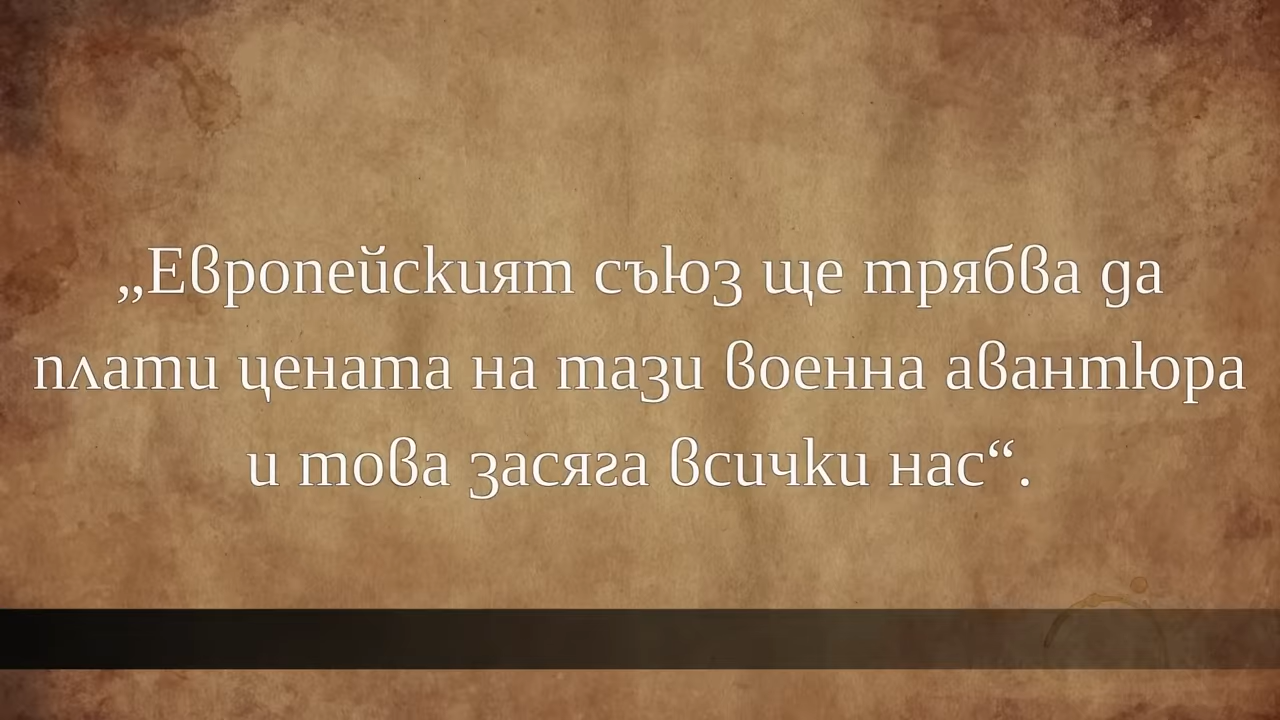 „Европейският съюз ще трябва да
плати цената на тази военна авантюра
и това засяга всички нас“.